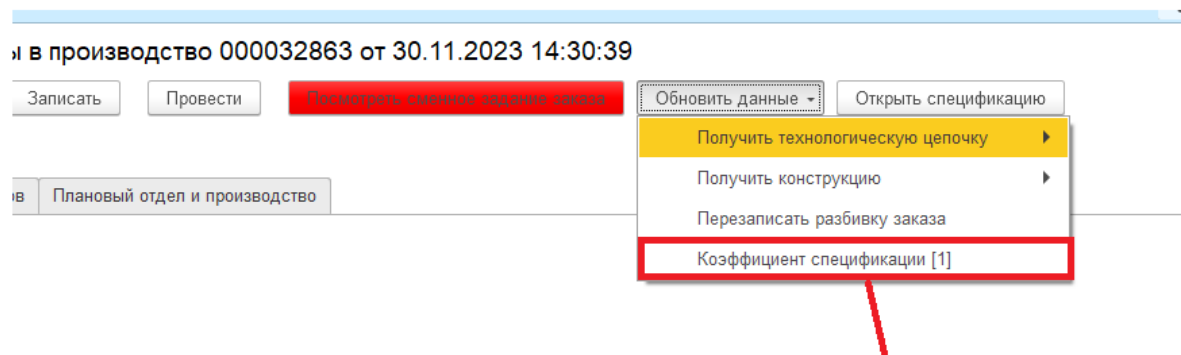 ы в производство 000032863 от 30.11.2023 14:30:39
Записать Провести Посмотреть сменное задание заказа Обновить данные Открыть спецификацию
Получить технологическую цепочку
ов Плановый отдел и производство
Получить конструкцию
Перезаписать разбивку заказа
Коэффициент спецификации [1]